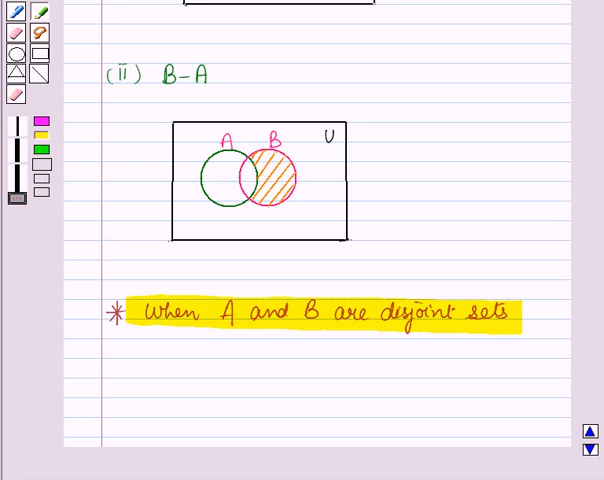 (ii) B-A
A B U
* when A and B are disjoint sets